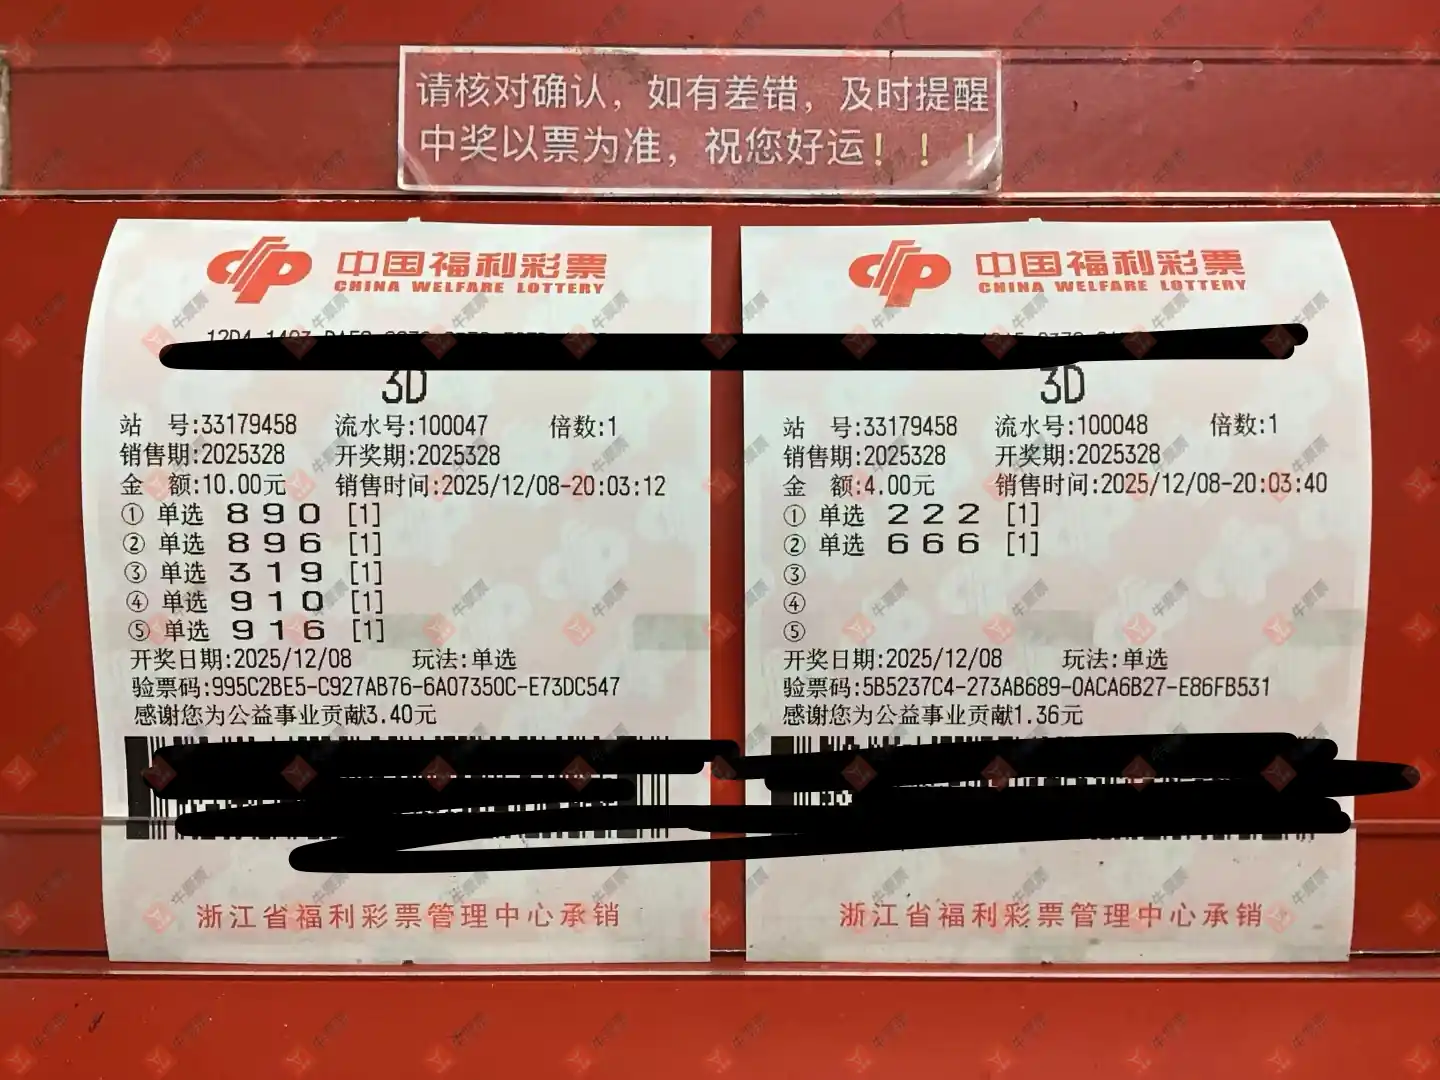 请核对确认，如有差错，及时提醒
中奖以票为准，祝您好运！！！
中国福利彩票
CHINA WELFARE LOTTERY
3D
站 号:33179458 流水号:100047 倍数:1
销售期:2025328 开奖期:2025328
金 额:10.00元 销售时间:2025/12/08-20:03:12
① 单选 8 9 0 [1]
② 单选 8 9 6 [1]
③ 单选 3 1 9 [1]
④ 单选 9 1 0 [1]
⑤ 单选 9 1 6 [1]
开奖日期:2025/12/08 玩法:单选
验票码:995C2BE5-C927AB76-6A07350C-E73DC547
感谢您为公益事业贡献3.40元
浙江省福利彩票管理中心承销
中国福利彩票
CHINA WELFARE LOTTERY
3D
站 号:33179458 流水号:100048 倍数:1
销售期:2025328 开奖期:2025328
金 额:4.00元 销售时间:2025/12/08-20:03:40
① 单选 2 2 2 [1]
② 单选 6 6 6 [1]
③
④
⑤
开奖日期:2025/12/08 玩法:单选
验票码:5B5237C4-273AB689-0ACA6B27-E86FB531
感谢您为公益事业贡献1.36元
浙江省福利彩票管理中心承销